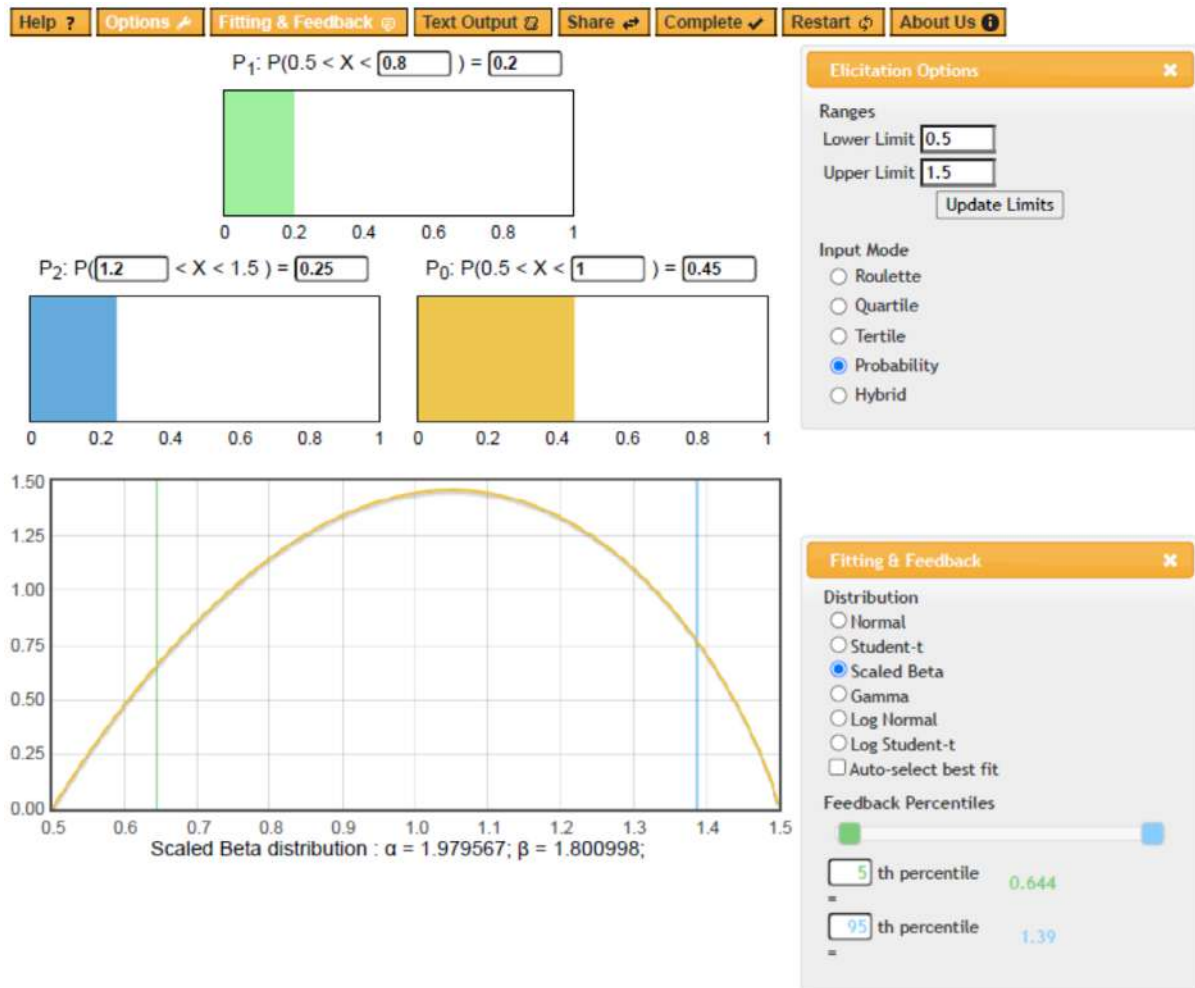 Help ? Options Fitting & Feedback Text Output Share Complete Restart About Us
P1: P(0.5 < X < 0.8 ) = 0.2
0 0.2 0.4 0.6 0.8 1
P2: P( 1.2 < X < 1.5 ) = 0.25
P0: P(0.5 < X < 1 ) = 0.45
0 0.2 0.4 0.6 0.8 1
0 0.2 0.4 0.6 0.8 1
1.50
1.25
1.00
0.75
0.50
0.25
0.00
0.5 0.6 0.7 0.8 0.9 1.0 1.1 1.2 1.3 1.4 1.5
Scaled Beta distribution : α = 1.979567; β = 1.800998;
Elicitation Options
Ranges
Lower Limit 0.5
Upper Limit 1.5
Update Limits
Input Mode
Roulette
Quartile
Tertile
Probability
Hybrid
Fitting & Feedback
Distribution
Normal
Student-t
Scaled Beta
Gamma
Log Normal
Log Student-t
Auto-select best fit
Feedback Percentiles
5 th percentile 0.644
=
95 th percentile 1.39
=